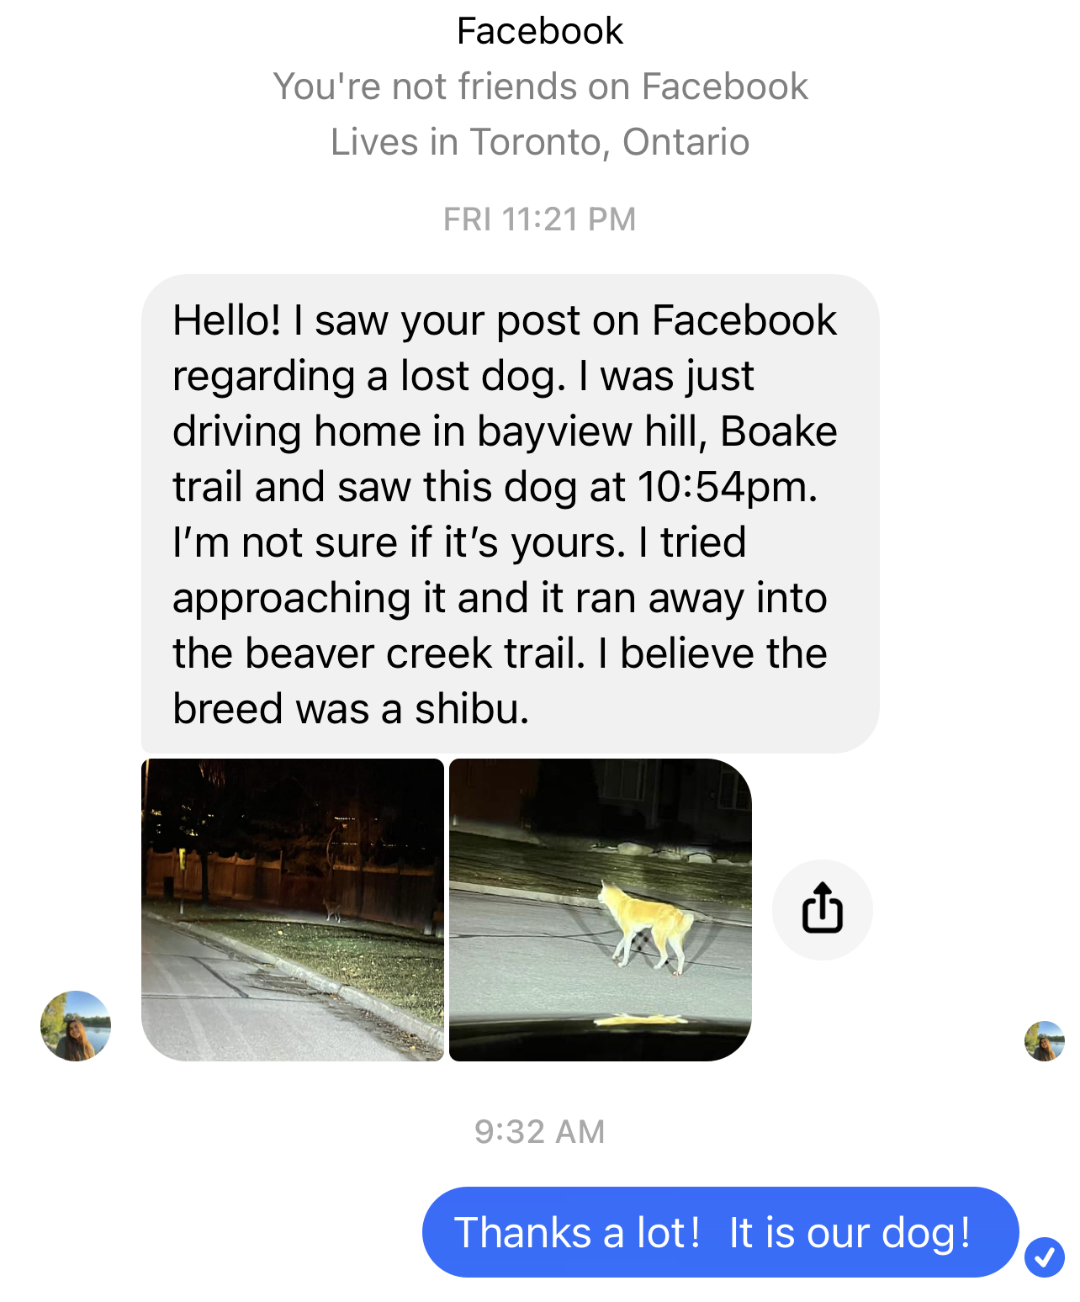 Facebook
You're not friends on Facebook
Lives in Toronto, Ontario
FRI 11:21 PM
Hello! I saw your post on Facebook
regarding a lost dog. I was just
driving home in bayview hill, Boake
trail and saw this dog at 10:54pm.
I’m not sure if it’s yours. I tried
approaching it and it ran away into
the beaver creek trail. I believe the
breed was a shibu.
9:32 AM
Thanks a lot!  It is our dog!